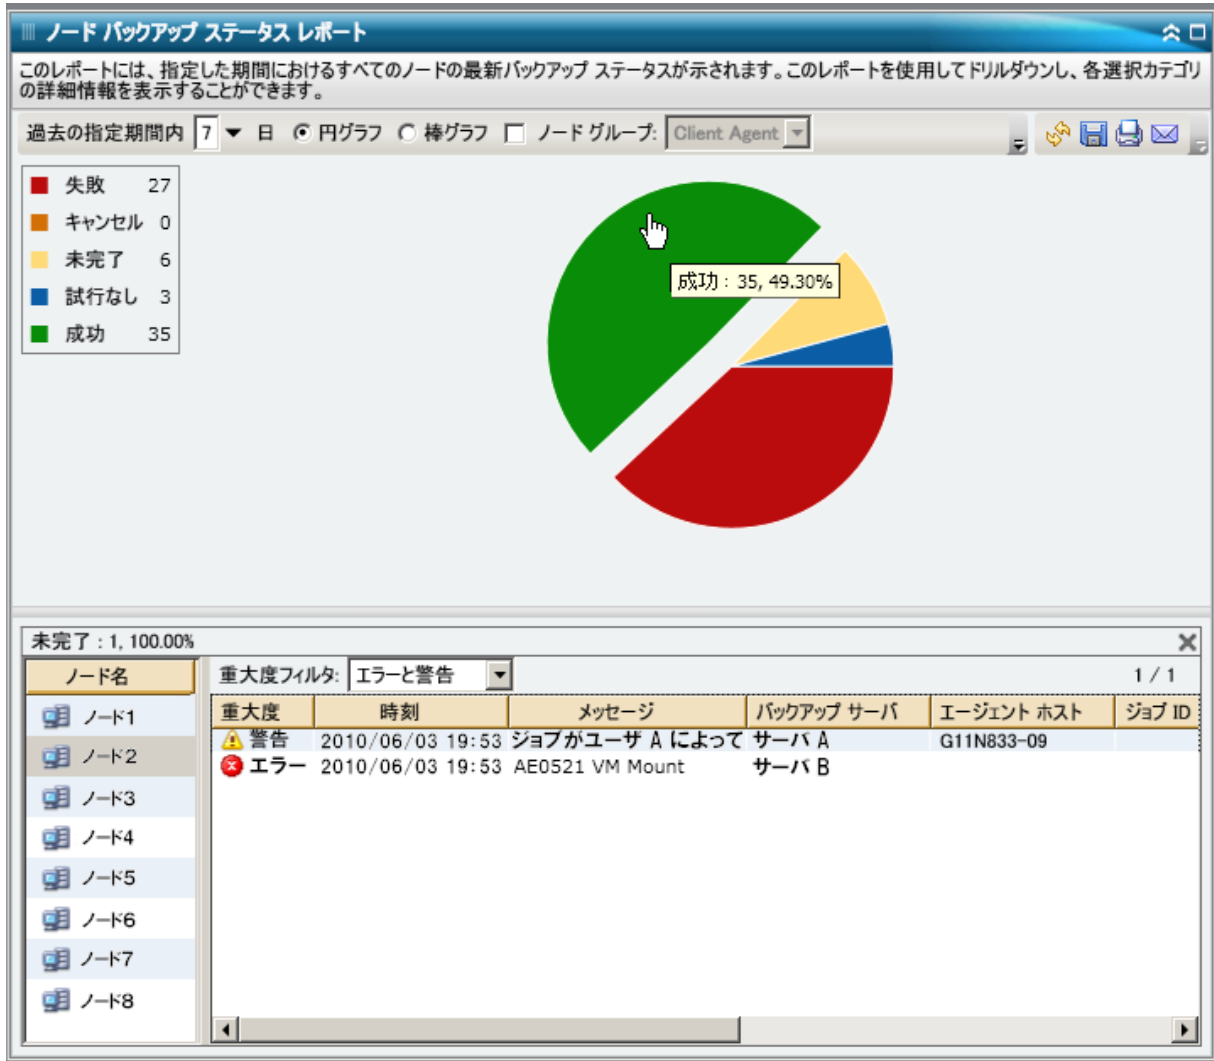 ノード バックアップ ステータス レポート
このレポートには、指定した期間におけるすべてのノードの最新バックアップ ステータスが示されます。このレポートを使用してドリルダウンし、各選択カテゴリ
の詳細情報を表示することができます。
過去の指定期間内 7 日 円グラフ 棒グラフ ノード グループ: Client Agent
失敗 27
キャンセル 0
未完了 6
試行なし 3
成功 35
成功 : 35, 49.30%
未完了 : 1, 100.00%
ノード名
ノード1
ノード2
ノード3
ノード4
ノード5
ノード6
ノード7
ノード8
重大度フィルタ: エラーと警告 1 / 1
重大度 時刻 メッセージ バックアップ サーバ エージェント ホスト ジョブ ID
警告 2010/06/03 19:53 ジョブがユーザ A によって サーバ A G11N833-09
エラー 2010/06/03 19:53 AE0521 VM Mount サーバ B